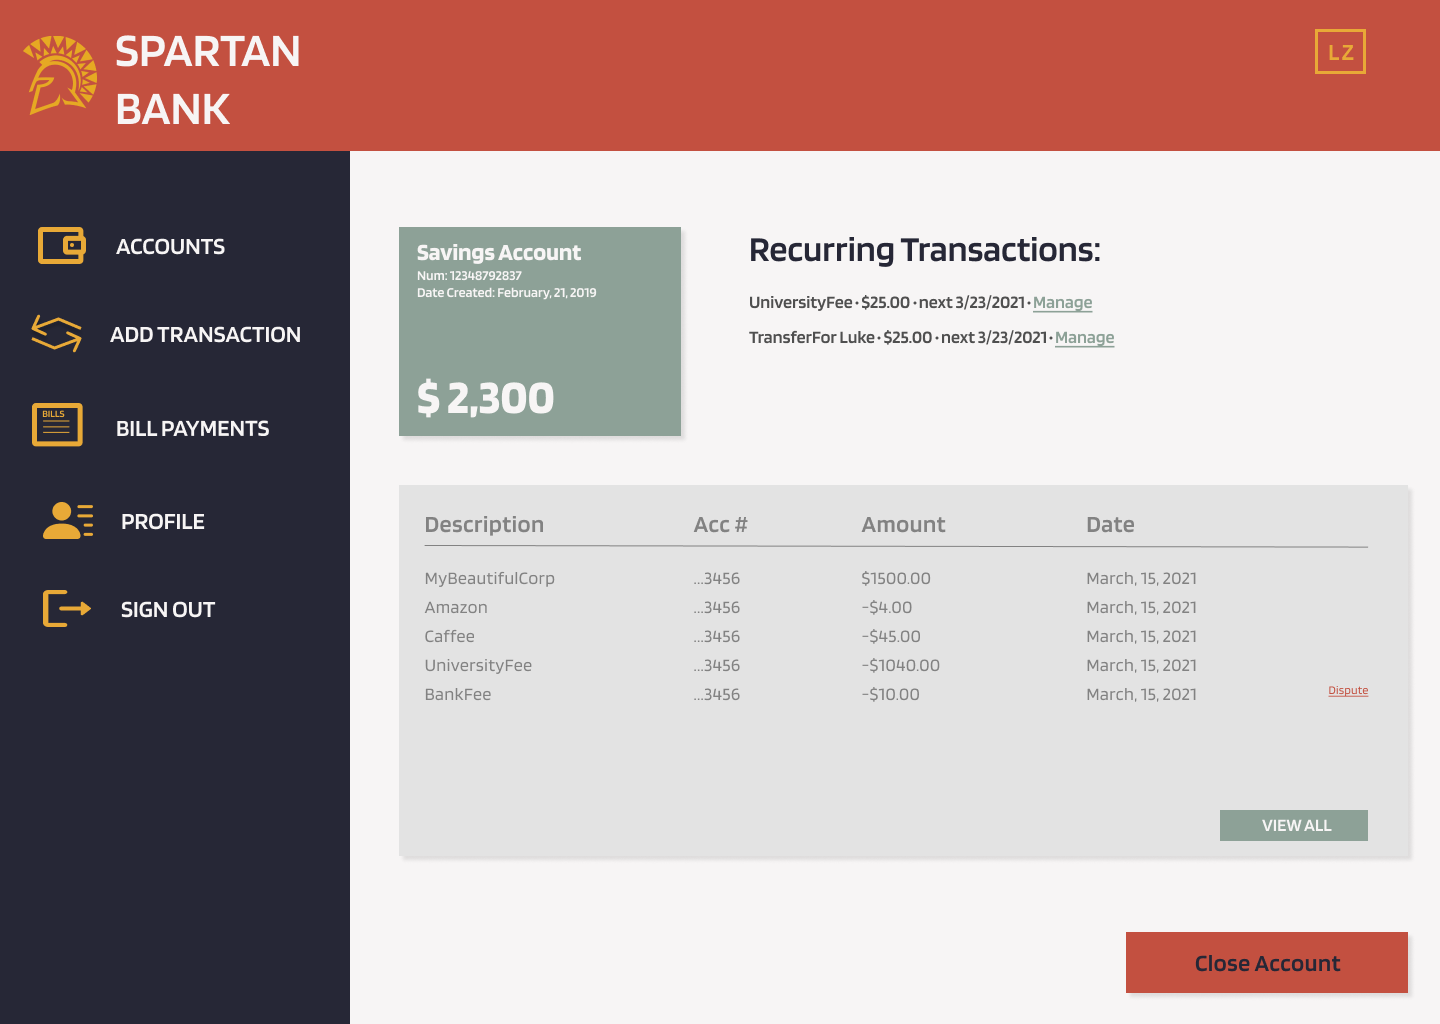 SPARTAN
BANK
LZ
ACCOUNTS
ADD TRANSACTION
BILLS
BILL PAYMENTS
PROFILE
SIGN OUT
Savings Account
Num: 12348792837
Date Created: February, 21, 2019
$ 2,300
Recurring Transactions:
UniversityFee • $25.00 • next 3/23/2021 • Manage
TransferFor Luke • $25.00 • next 3/23/2021 • Manage
Description Acc # Amount Date
MyBeautifulCorp ...3456 $1500.00 March, 15, 2021
Amazon ...3456 -$4.00 March, 15, 2021
Caffee ...3456 -$45.00 March, 15, 2021
UniversityFee ...3456 -$1040.00 March, 15, 2021
BankFee ...3456 -$10.00 March, 15, 2021 Dispute
VIEW ALL
Close Account